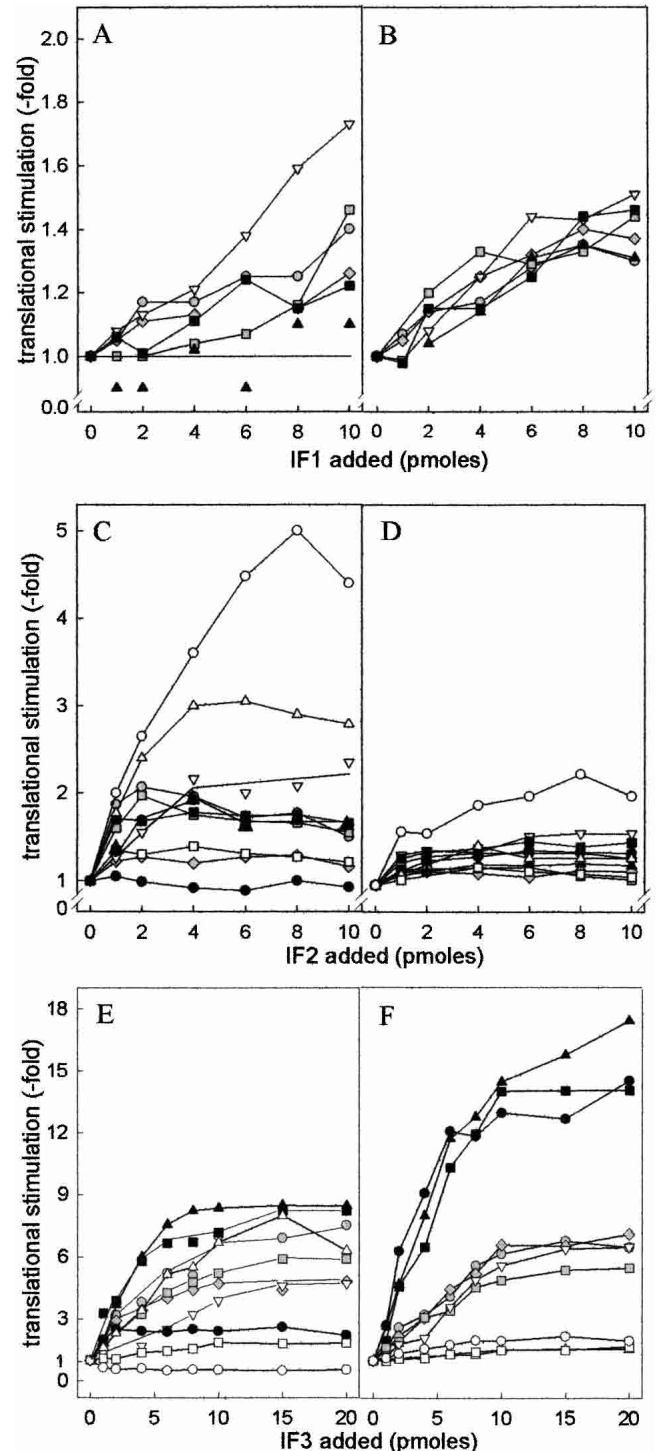 A
B
2.0
1.8
1.6
1.4
1.2
1.0
0.0
translational stimulation (-fold)
0 2 4 6 8 10 0 2 4 6 8 10
IF1 added (pmoles)
C
D
5
4
3
2
1
0
translational stimulation (-fold)
0 2 4 6 8 10 0 2 4 6 8 10
IF2 added (pmoles)
E
F
18
15
12
9
6
3
1
0
translational stimulation (-fold)
0 5 10 15 20 0 5 10 15 20
IF3 added (pmoles)